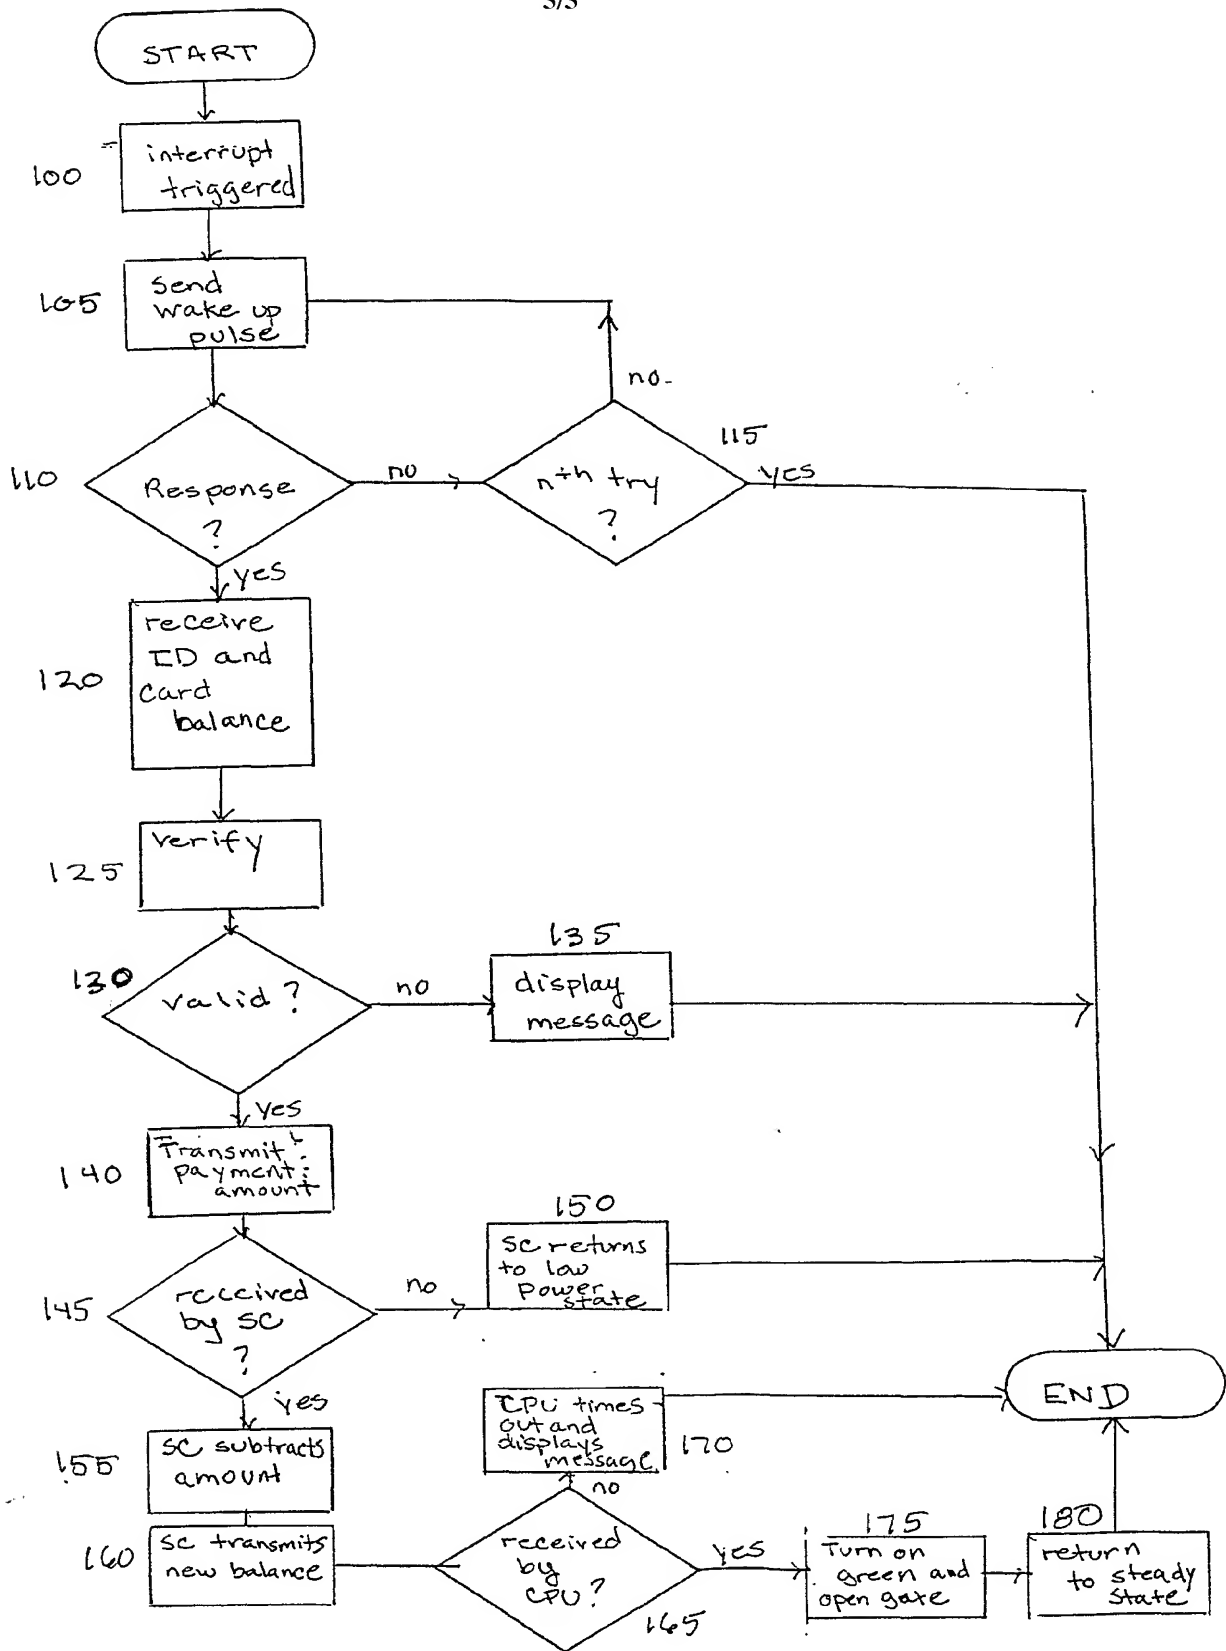 5/5
START
100
interrupt
triggered
105
send
wake up
pulse
no
115
110
Response
?
no
nth try
?
yes
yes
120
receive
ID and
card
balance
125
verify
130
valid ?
no
135
display
message
yes
140
Transmit
payment
amount
145
received
by SC
?
no
150
SC returns
to low
power
state
yes
END
155
SC subtracts
amount
CPU times
out and
displays
message
170
no
160
SC transmits
new balance
received
by
CPU?
165
yes
175
Turn on
green and
open gate
180
return
to steady
state